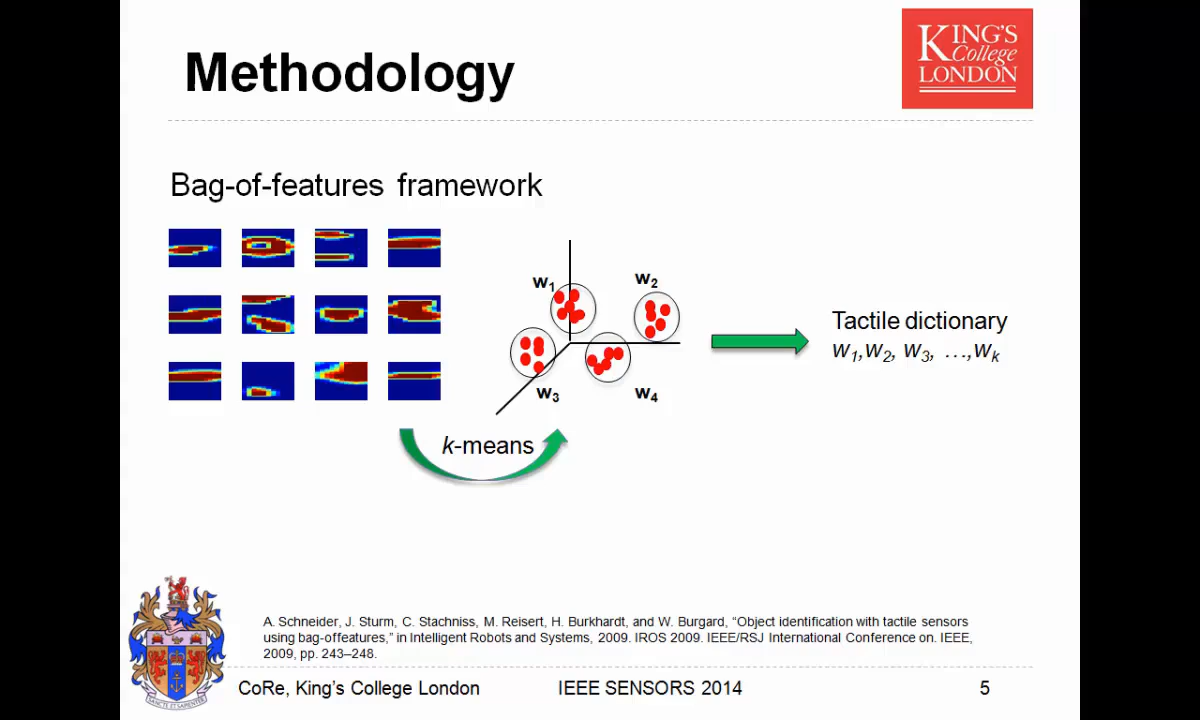 Methodology
KING'S
College
LONDON
Bag-of-features framework
w1
w2
w3
w4
k-means
Tactile dictionary
w1,w2, w3, …,wk
A. Schneider, J. Sturm, C. Stachniss, M. Reisert, H. Burkhardt, and W. Burgard, “Object identification with tactile sensors
using bag-offeatures,” in Intelligent Robots and Systems, 2009. IROS 2009. IEEE/RSJ International Conference on. IEEE,
2009, pp. 243–248.
SANCTE ET SAPIENTER
CoRe, King’s College London
IEEE SENSORS 2014
5